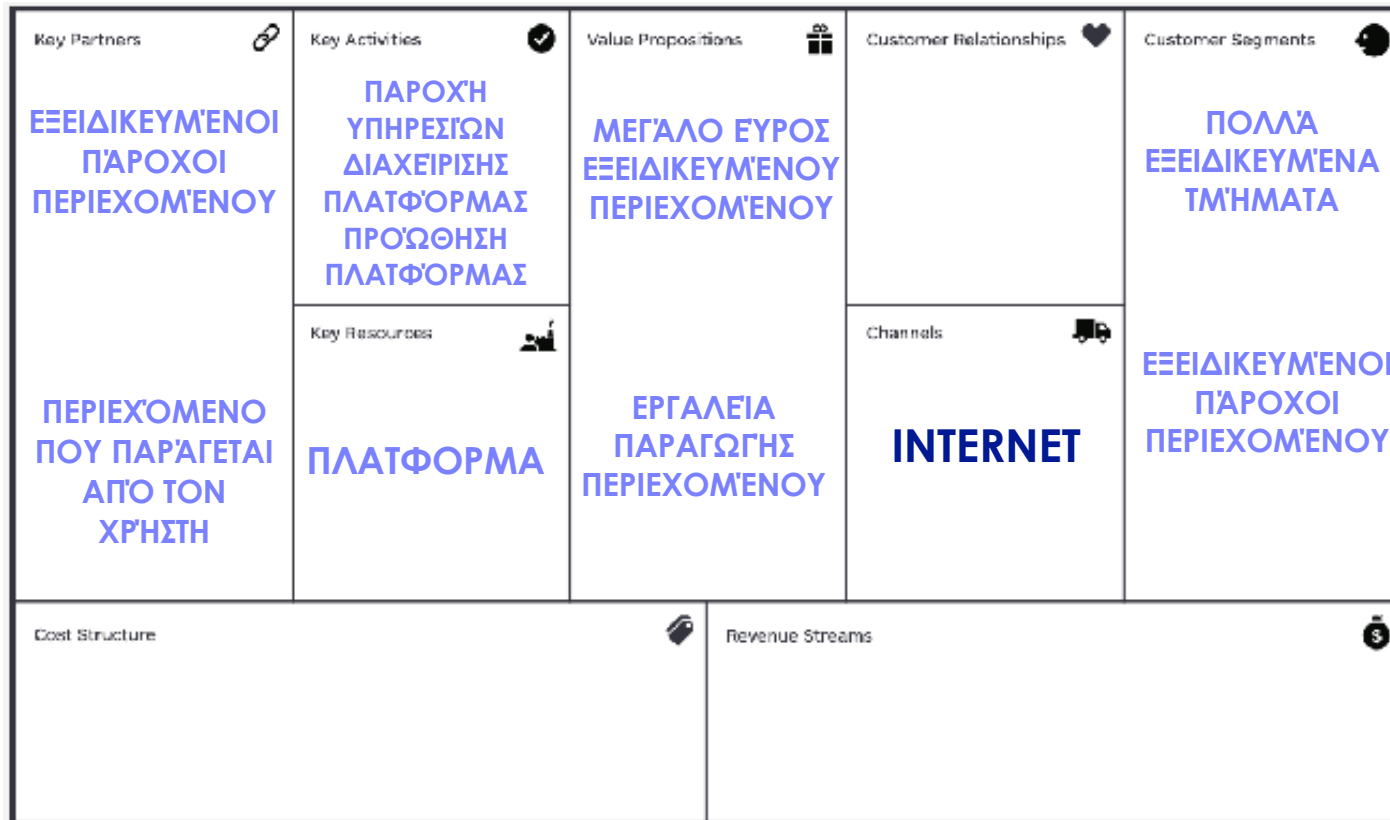 Key Partners
ΕΞΕΙΔΙΚΕΥΜΈΝΟΙ
ΠΆΡΟΧΟΙ
ΠΕΡΙΕΧΟΜΈΝΟΥ
ΠΕΡΙΕΧΌΜΕΝΟ
ΠΟΥ ΠΑΡΆΓΕΤΑΙ
ΑΠΌ ΤΟΝ
ΧΡΉΣΤΗ
Key Activities
ΠΑΡΟΧΉ
ΥΠΗΡΕΣΙΏΝ
ΔΙΑΧΕΊΡΙΣΗΣ
ΠΛΑΤΦΌΡΜΑΣ
ΠΡΟΏΘΗΣΗ
ΠΛΑΤΦΌΡΜΑΣ
Key Resources
ΠΛΑΤΦΟΡΜΑ
Value Propositions
ΜΕΓΆΛΟ ΕΎΡΟΣ
ΕΞΕΙΔΙΚΕΥΜΈΝΟΥ
ΠΕΡΙΕΧΟΜΈΝΟΥ
ΕΡΓΑΛΕΊΑ
ΠΑΡΑΓΩΓΉΣ
ΠΕΡΙΕΧΟΜΈΝΟΥ
Customer Relationships
Channels
INTERNET
Customer Segments
ΠΟΛΛΆ
ΕΞΕΙΔΙΚΕΥΜΈΝΑ
ΤΜΉΜΑΤΑ
ΕΞΕΙΔΙΚΕΥΜΈΝΟΙ
ΠΆΡΟΧΟΙ
ΠΕΡΙΕΧΟΜΈΝΟΥ
Cost Structure
Revenue Streams